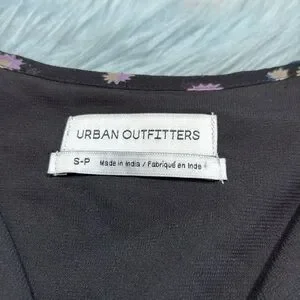 URBAN OUTFITTERS
S-P Made in India / Fabriqué en Inde